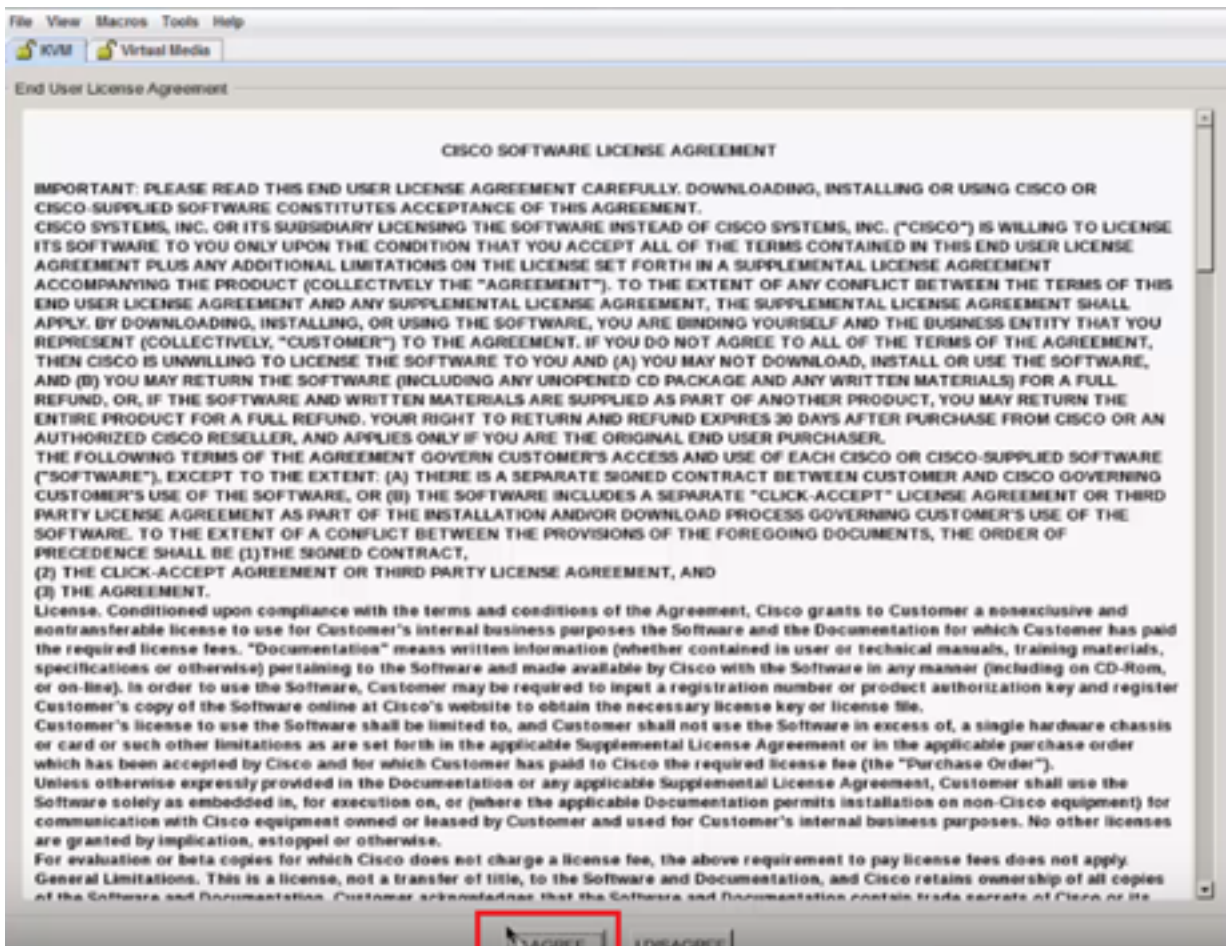 File View Macros Tools Help
KVM Virtual Media
End User License Agreement
CISCO SOFTWARE LICENSE AGREEMENT
IMPORTANT: PLEASE READ THIS END USER LICENSE AGREEMENT CAREFULLY. DOWNLOADING, INSTALLING OR USING CISCO OR
CISCO-SUPPLIED SOFTWARE CONSTITUTES ACCEPTANCE OF THIS AGREEMENT.
CISCO SYSTEMS, INC. OR ITS SUBSIDIARY LICENSING THE SOFTWARE INSTEAD OF CISCO SYSTEMS, INC. ("CISCO") IS WILLING TO LICENSE
ITS SOFTWARE TO YOU ONLY UPON THE CONDITION THAT YOU ACCEPT ALL OF THE TERMS CONTAINED IN THIS END USER LICENSE
AGREEMENT PLUS ANY ADDITIONAL LIMITATIONS ON THE LICENSE SET FORTH IN A SUPPLEMENTAL LICENSE AGREEMENT
ACCOMPANYING THE PRODUCT (COLLECTIVELY THE "AGREEMENT"). TO THE EXTENT OF ANY CONFLICT BETWEEN THE TERMS OF THIS
END USER LICENSE AGREEMENT AND ANY SUPPLEMENTAL LICENSE AGREEMENT, THE SUPPLEMENTAL LICENSE AGREEMENT SHALL
APPLY. BY DOWNLOADING, INSTALLING, OR USING THE SOFTWARE, YOU ARE BINDING YOURSELF AND THE BUSINESS ENTITY THAT YOU
REPRESENT (COLLECTIVELY, "CUSTOMER") TO THE AGREEMENT. IF YOU DO NOT AGREE TO ALL OF THE TERMS OF THE AGREEMENT,
THEN CISCO IS UNWILLING TO LICENSE THE SOFTWARE TO YOU AND (A) YOU MAY NOT DOWNLOAD, INSTALL OR USE THE SOFTWARE,
AND (B) YOU MAY RETURN THE SOFTWARE (INCLUDING ANY UNOPENED CD PACKAGE AND ANY WRITTEN MATERIALS) FOR A FULL
REFUND, OR, IF THE SOFTWARE AND WRITTEN MATERIALS ARE SUPPLIED AS PART OF ANOTHER PRODUCT, YOU MAY RETURN THE
ENTIRE PRODUCT FOR A FULL REFUND. YOUR RIGHT TO RETURN AND REFUND EXPIRES 30 DAYS AFTER PURCHASE FROM CISCO OR AN
AUTHORIZED CISCO RESELLER, AND APPLIES ONLY IF YOU ARE THE ORIGINAL END USER PURCHASER.
THE FOLLOWING TERMS OF THE AGREEMENT GOVERN CUSTOMER'S ACCESS AND USE OF EACH CISCO OR CISCO-SUPPLIED SOFTWARE
("SOFTWARE"), EXCEPT TO THE EXTENT: (A) THERE IS A SEPARATE SIGNED CONTRACT BETWEEN CUSTOMER AND CISCO GOVERNING
CUSTOMER'S USE OF THE SOFTWARE, OR (B) THE SOFTWARE INCLUDES A SEPARATE "CLICK-ACCEPT" LICENSE AGREEMENT OR THIRD
PARTY LICENSE AGREEMENT AS PART OF THE INSTALLATION AND/OR DOWNLOAD PROCESS GOVERNING CUSTOMER'S USE OF THE
SOFTWARE. TO THE EXTENT OF A CONFLICT BETWEEN THE PROVISIONS OF THE FOREGOING DOCUMENTS, THE ORDER OF
PRECEDENCE SHALL BE (1)THE SIGNED CONTRACT,
(2) THE CLICK-ACCEPT AGREEMENT OR THIRD PARTY LICENSE AGREEMENT, AND
(3) THE AGREEMENT.
License. Conditioned upon compliance with the terms and conditions of the Agreement, Cisco grants to Customer a nonexclusive and
nontransferable license to use for Customer's internal business purposes the Software and the Documentation for which Customer has paid
the required license fees. "Documentation" means written information (whether contained in user or technical manuals, training materials,
specifications or otherwise) pertaining to the Software and made available by Cisco with the Software in any manner (including on CD-Rom,
or on-line). In order to use the Software, Customer may be required to input a registration number or product authorization key and register
Customer's copy of the Software online at Cisco's website to obtain the necessary license key or license file.
Customer's license to use the Software shall be limited to, and Customer shall not use the Software in excess of, a single hardware chassis
or card or such other limitations as are set forth in the applicable Supplemental License Agreement or in the applicable purchase order
which has been accepted by Cisco and for which Customer has paid to Cisco the required license fee (the "Purchase Order").
Unless otherwise expressly provided in the Documentation or any applicable Supplemental License Agreement, Customer shall use the
Software solely as embedded in, for execution on, or (where the applicable Documentation permits installation on non-Cisco equipment) for
communication with Cisco equipment owned or leased by Customer and used for Customer's internal business purposes. No other licenses
are granted by implication, estoppel or otherwise.
For evaluation or beta copies for which Cisco does not charge a license fee, the above requirement to pay license fees does not apply.
General Limitations. This is a license, not a transfer of title, to the Software and Documentation, and Cisco retains ownership of all copies
of the Software and Documentation. Customer acknowledges that the Software and Documentation contain trade secrets of Cisco or its
AGREE I DISAGREE